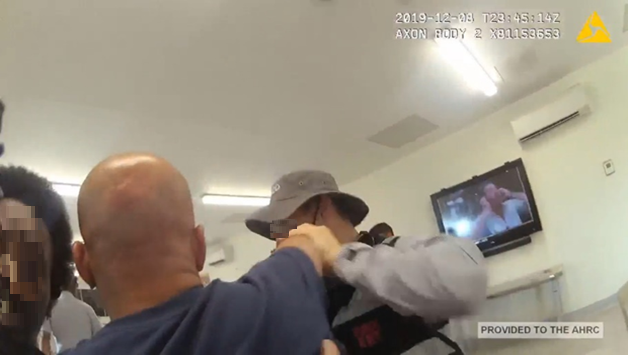 2019-12-08 T23:45:14Z
AXON BODY 2 X81153653
PROVIDED TO THE AHRC